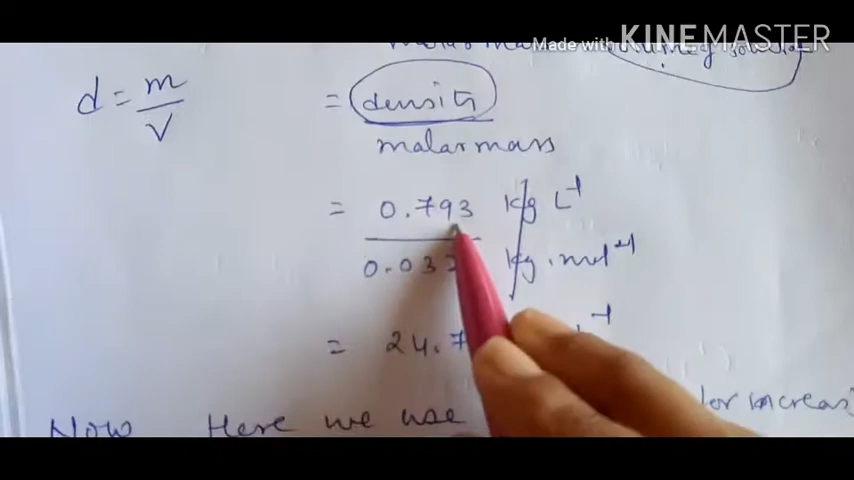 Made with KINEMASTER
d = m/V
= density
molar mass
= 0.793 kg L⁻¹
0.032 kg . mol⁻¹
= 24.7 ⁻¹
Now Here we use